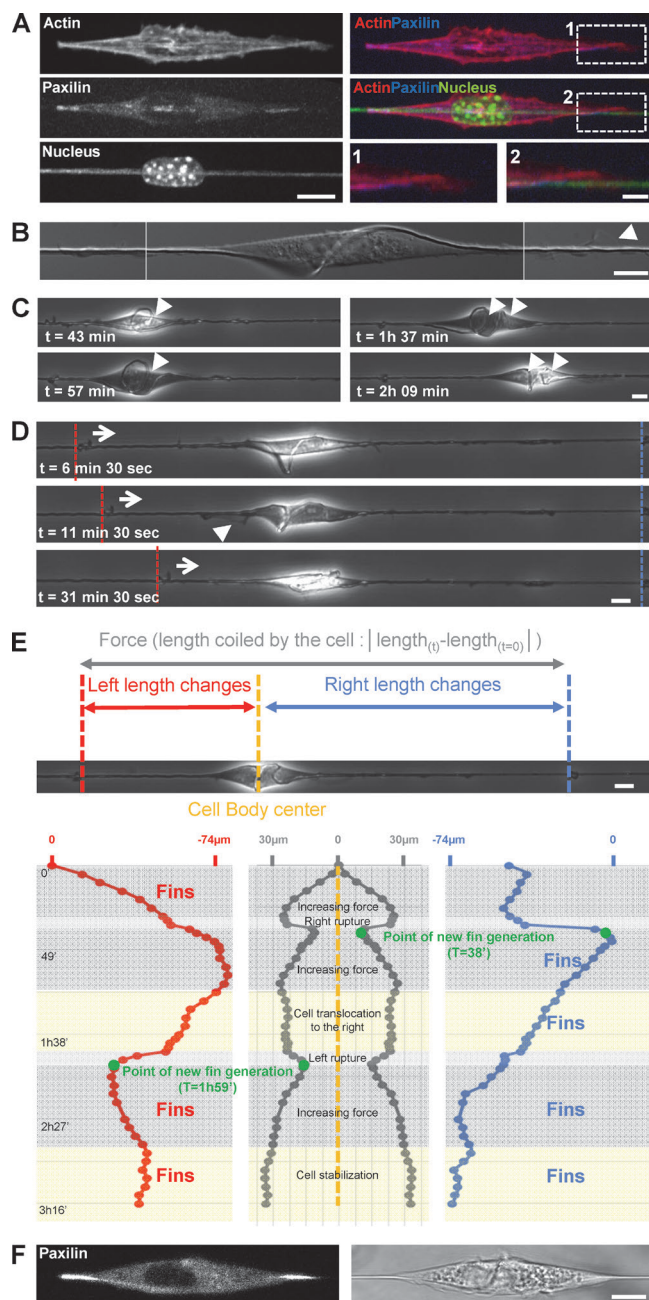 A
Actin
Paxilin
Nucleus
ActinPaxilin
1
ActinPaxilinNucleus
2
1
2
B
C
t = 43 min
t = 1h 37 min
t = 57 min
t = 2h 09 min
D
t = 6 min 30 sec
t = 11 min 30 sec
t = 31 min 30 sec
E
Force (length coiled by the cell : | length(t)-length(t=0) | )
Left length changes
Right length changes
Cell Body center
0
-74µm
30µm
0
30µm
-74µm
0
0'
Fins
Increasing force
Right rupture
Point of new fin generation
(T=38')
49'
Increasing force
Fins
Cell translocation
to the right
Fins
1h38'
Left rupture
Point of new fin generation
(T=1h59')
Fins
Increasing force
Fins
2h27'
Fins
Cell stabilization
Fins
3h16'
F
Paxilin